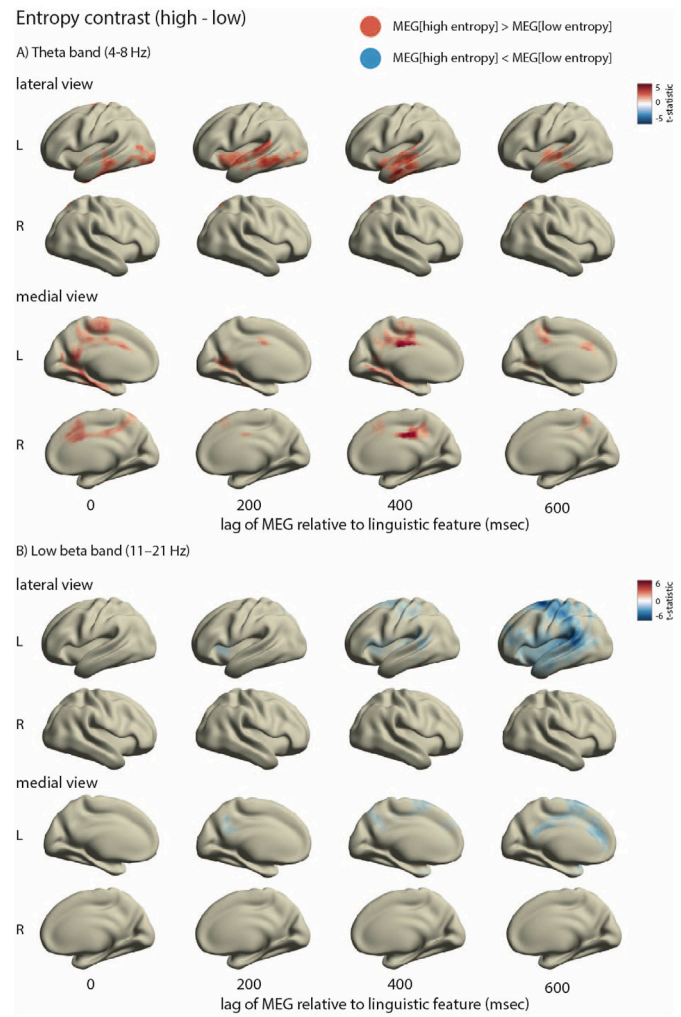 Entropy contrast (high - low)
MEG[high entropy] > MEG[low entropy]
MEG[high entropy] < MEG[low entropy]
A) Theta band (4-8 Hz)
lateral view
5
0
-5
t-statistic
L
R
medial view
L
R
0 200 400 600
lag of MEG relative to linguistic feature (msec)
B) Low beta band (11–21 Hz)
lateral view
6
0
-6
t-statistic
L
R
medial view
L
R
0 200 400 600
lag of MEG relative to linguistic feature (msec)